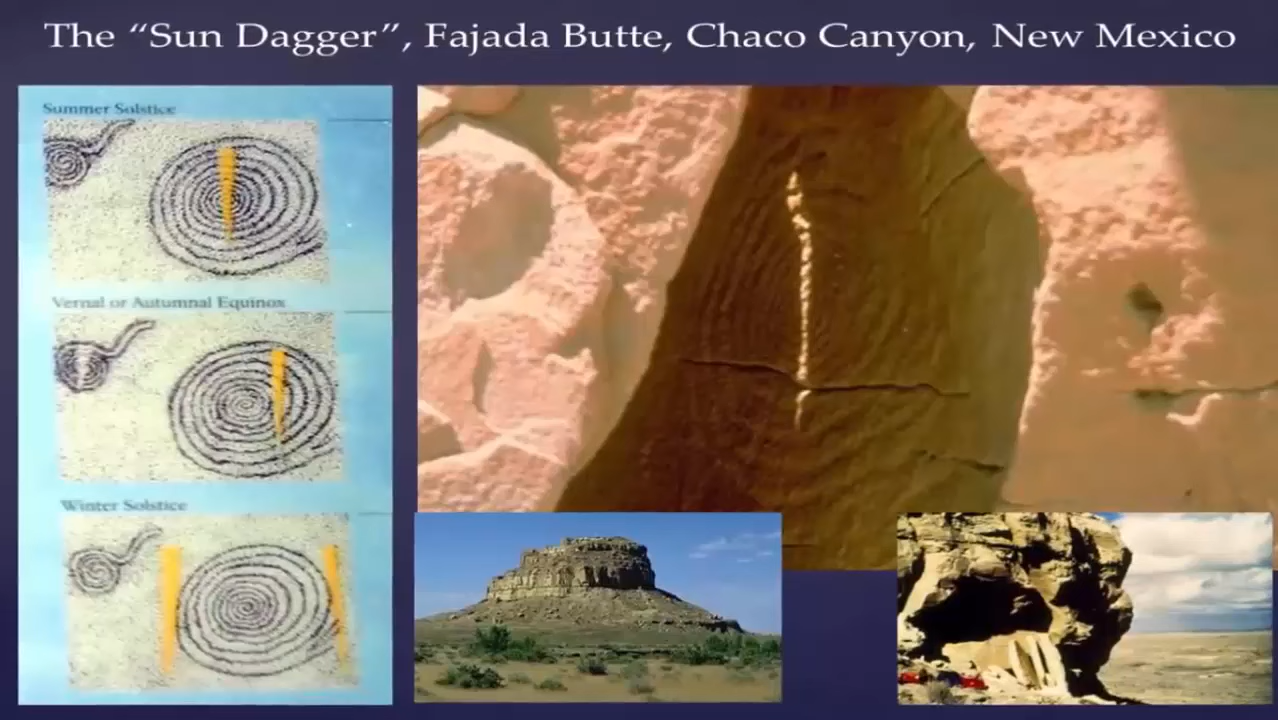 The “Sun Dagger”, Fajada Butte, Chaco Canyon, New Mexico
Summer Solstice
Vernal or Autumnal Equinox
Winter Solstice